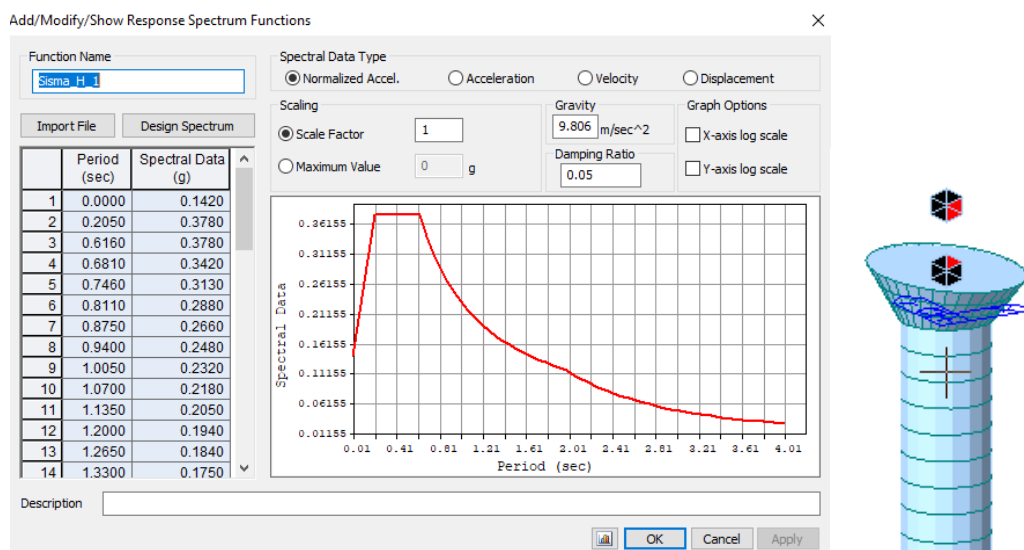 Add/Modify/Show Response Spectrum Functions
Function Name
Sisma_H_1
Import File
Design Spectrum
Spectral Data Type
Normalized Accel.
Acceleration
Velocity
Displacement
Scaling
Scale Factor
1
Maximum Value
0
g
Gravity
9.806
m/sec^2
Damping Ratio
0.05
Graph Options
X-axis log scale
Y-axis log scale
Period Spectral Data
(sec) (g)
1 0.0000 0.1420
2 0.2050 0.3780
3 0.6160 0.3780
4 0.6810 0.3420
5 0.7460 0.3130
6 0.8110 0.2880
7 0.8750 0.2660
8 0.9400 0.2480
9 1.0050 0.2320
10 1.0700 0.2180
11 1.1350 0.2050
12 1.2000 0.1940
13 1.2650 0.1840
14 1.3300 0.1750
Spectral Data
0.36155
0.31155
0.26155
0.21155
0.16155
0.11155
0.06155
0.01155
0.01 0.41 0.81 1.21 1.61 2.01 2.41 2.81 3.21 3.61 4.01
Period (sec)
Description
OK
Cancel
Apply